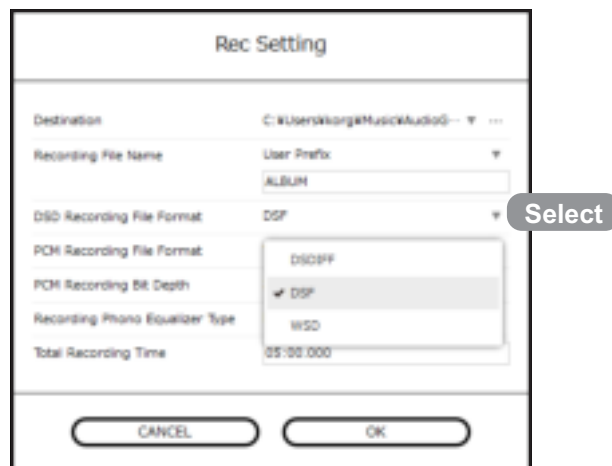 Rec Setting
Destination C:¥Users¥korg¥Music¥AudioG··· ▼ ···
Recording File Name User Prefix ▼
ALBUM
DSD Recording File Format DSF ▼ Select
PCM Recording File Format
DSDIFF
PCM Recording Bit Depth
✔ DSF
Recording Phono Equalizer Type
WSD
Total Recording Time 05:00.000
CANCEL OK